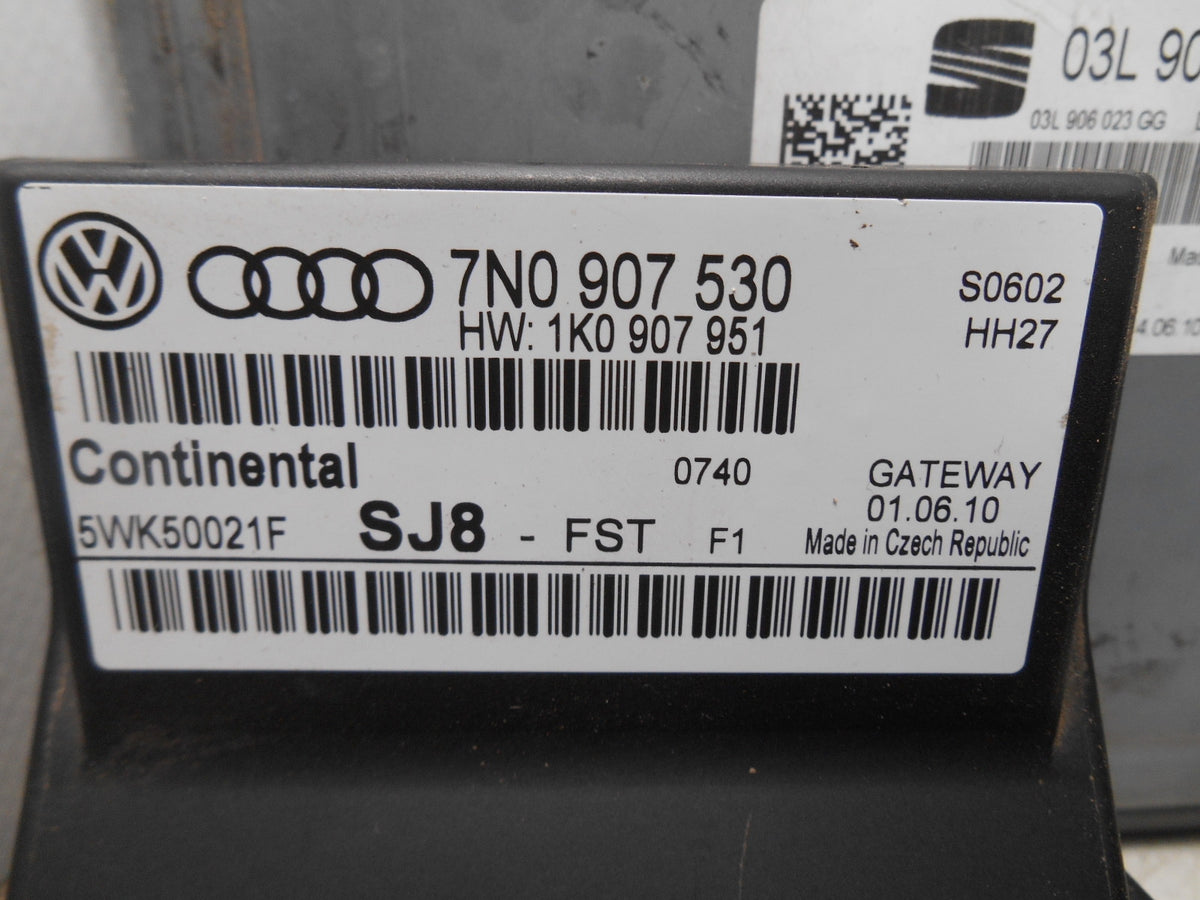 03L 90
03L 906 023 GG
7N0 907 530
HW: 1K0 907 951
S0602
HH27
Continental
0740
GATEWAY
01.06.10
5WK50021F
SJ8 - FST F1
Made in Czech Republic